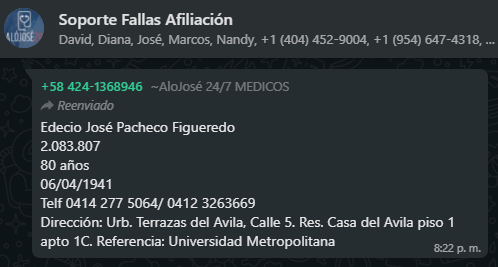 Soporte Fallas Afiliación
David, Diana, José, Marcos, Nandy, +1 (404) 452-9004, +1 (954) 647-4318, ...
ALÓJOSÉ
+58 424-1368946 ~AloJosé 24/7 MEDICOS
Reenviado
Edecio José Pacheco Figueredo
2.083.807
80 años
06/04/1941
Telf 0414 277 5064/ 0412 3263669
Dirección: Urb. Terrazas del Avila, Calle 5. Res. Casa del Avila piso 1
apto 1C. Referencia: Universidad Metropolitana
8:22 p. m.